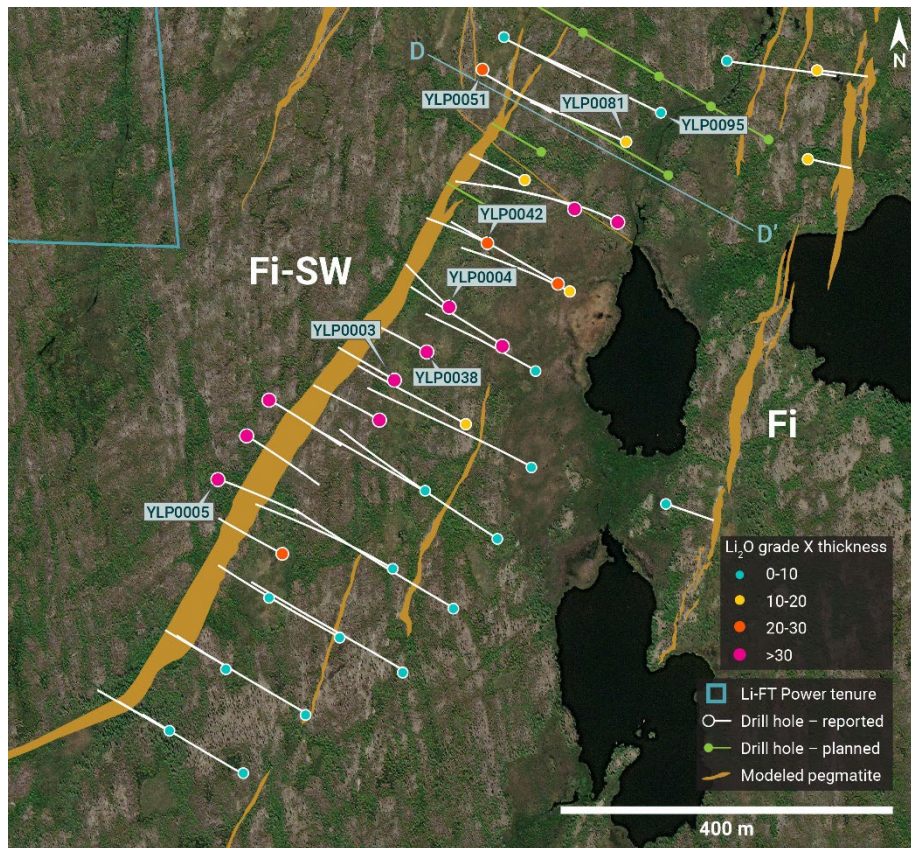 N
D
YLP0051
YLP0081
YLP0095
YLP0042
D'
Fi-SW
YLP0004
YLP0003
YLP0038
Fi
YLP0005
Li₂O grade X thickness
0-10
10-20
20-30
>30
Li-FT Power tenure
Drill hole – reported
Drill hole – planned
Modeled pegmatite
400 m